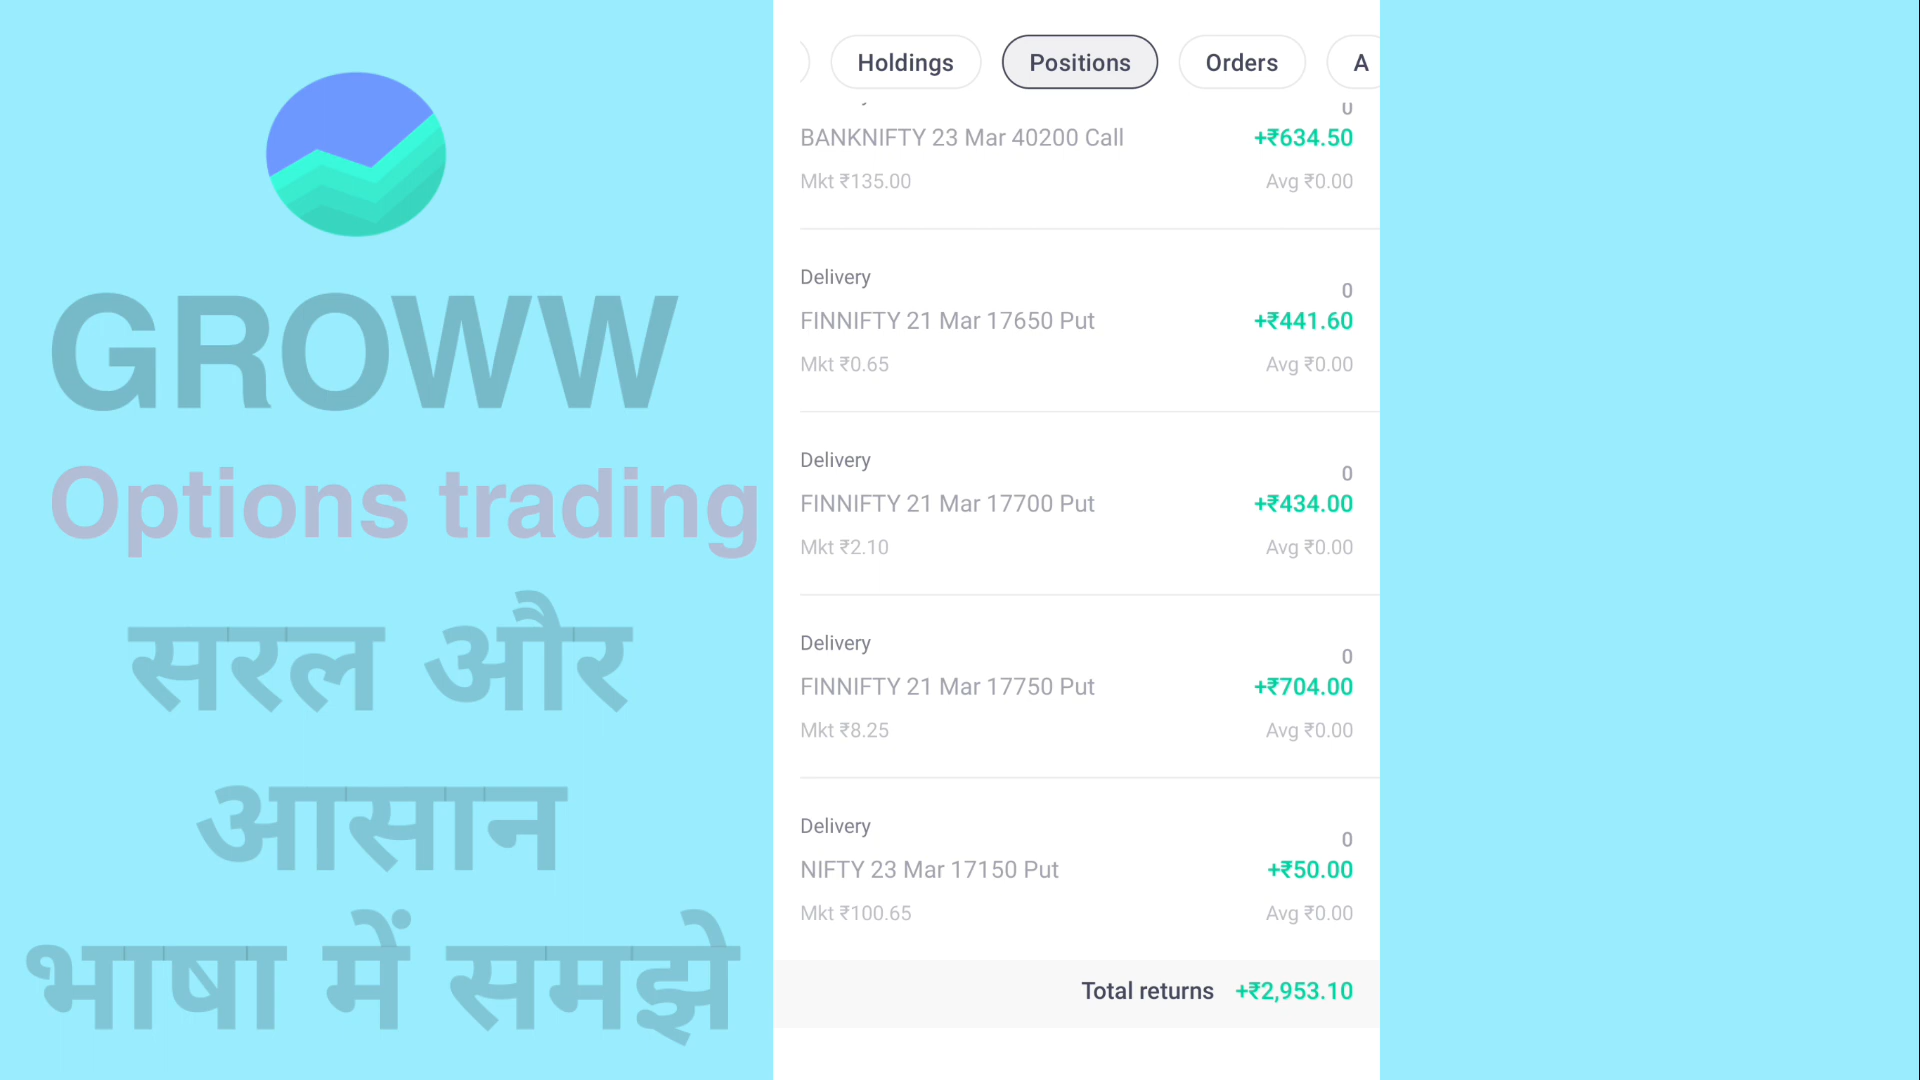 GROWW
Options trading
सरल और
आसान
भाषा में समझे
Holdings
Positions
Orders
A
0
BANKNIFTY 23 Mar 40200 Call
+₹634.50
Mkt ₹135.00
Avg ₹0.00
Delivery
0
FINNIFTY 21 Mar 17650 Put
+₹441.60
Mkt ₹0.65
Avg ₹0.00
Delivery
0
FINNIFTY 21 Mar 17700 Put
+₹434.00
Mkt ₹2.10
Avg ₹0.00
Delivery
0
FINNIFTY 21 Mar 17750 Put
+₹704.00
Mkt ₹8.25
Avg ₹0.00
Delivery
0
NIFTY 23 Mar 17150 Put
+₹50.00
Mkt ₹100.65
Avg ₹0.00
Total returns +₹2,953.10